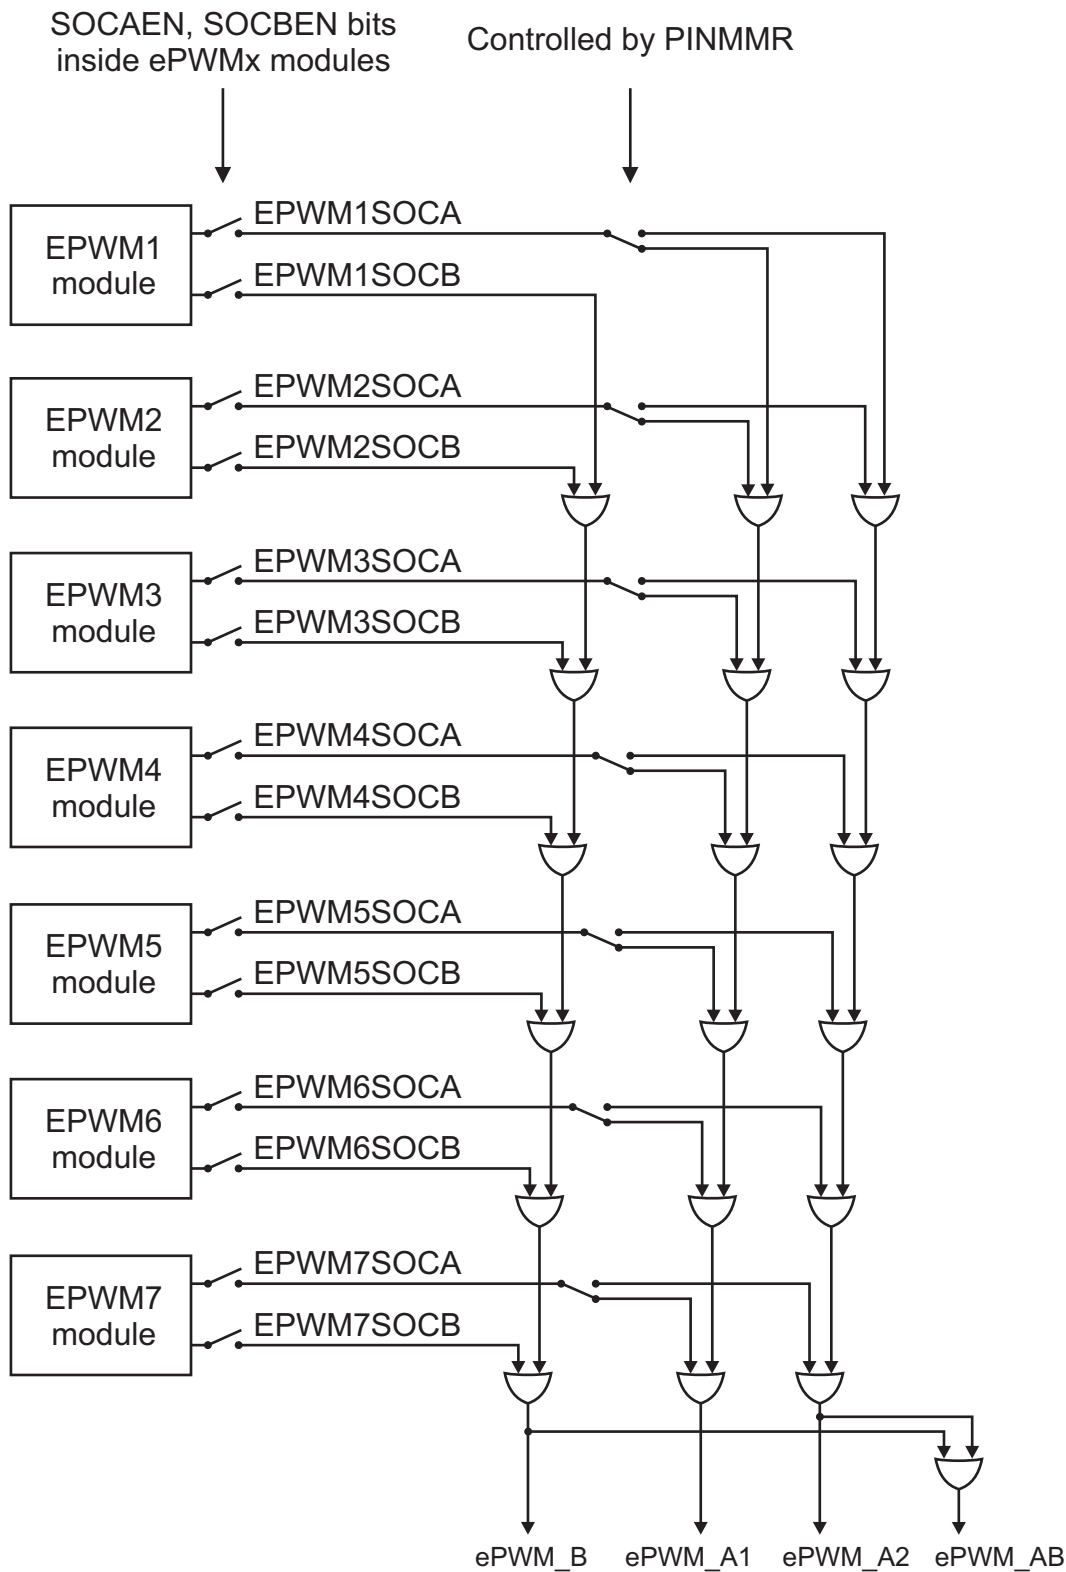 SOCAEN, SOCBEN bits
inside ePWMx modules
Controlled by PINMMR
EPWM1
module
EPWM1SOCA
EPWM1SOCB
EPWM2
module
EPWM2SOCA
EPWM2SOCB
EPWM3
module
EPWM3SOCA
EPWM3SOCB
EPWM4
module
EPWM4SOCA
EPWM4SOCB
EPWM5
module
EPWM5SOCA
EPWM5SOCB
EPWM6
module
EPWM6SOCA
EPWM6SOCB
EPWM7
module
EPWM7SOCA
EPWM7SOCB
ePWM_B
ePWM_A1
ePWM_A2
ePWM_AB